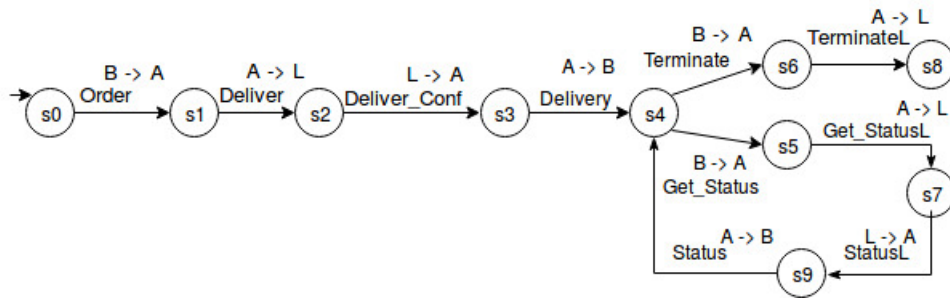 A -> L
B -> A
TerminateL
Terminate
s6
s8
B -> A
A -> L
L -> A
A -> B
Order
Deliver
Deliver_Conf
Delivery
s0
s1
s2
s3
s4
A -> L
Get_StatusL
s5
B -> A
Get_Status
s7
A -> B
L -> A
Status
StatusL
s9